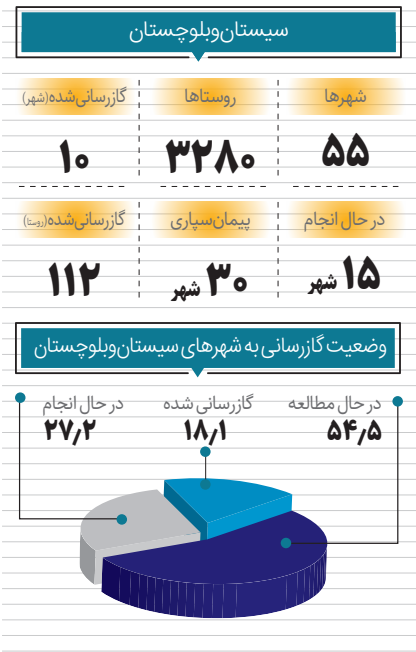 سیستان‌وبلوچستان
شهرها
روستاها
گازرسانی‌شده(شهر)
۵۵
۳۲۸۰
۱۰
در حال انجام
پیمان‌سپاری
گازرسانی‌شده(روستا)
۱۵ شهر
۳۰ شهر
۱۱۲
وضعیت گازرسانی به شهرهای سیستان‌وبلوچستان
در حال مطالعه
گازرسانی شده
در حال انجام
۵۴٫۵
۱۸٫۱
۲۷٫۲